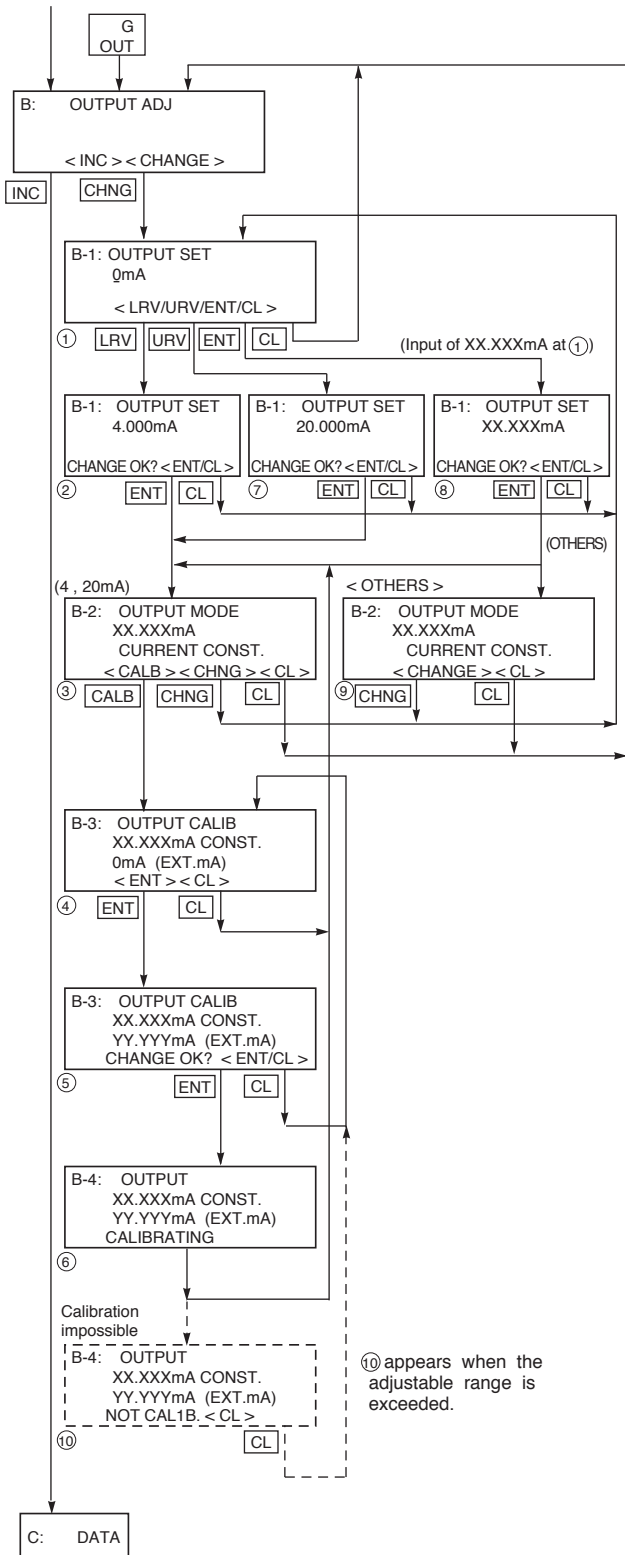 G
OUT
B: OUTPUT ADJ
< INC > < CHANGE >
INC CHNG
B-1: OUTPUT SET
0mA
< LRV/URV/ENT/CL >
① LRV URV ENT CL
(Input of XX.XXXmA at ①)
B-1: OUTPUT SET
4.000mA
CHANGE OK? < ENT/CL >
② ENT CL
B-1: OUTPUT SET
20.000mA
CHANGE OK? < ENT/CL >
⑦ ENT CL
B-1: OUTPUT SET
XX.XXXmA
CHANGE OK? < ENT/CL >
⑧ ENT CL
(OTHERS)
(4 , 20mA)
B-2: OUTPUT MODE
XX.XXXmA
CURRENT CONST.
< CALB > < CHNG > < CL >
③ CALB CHNG CL
< OTHERS >
B-2: OUTPUT MODE
XX.XXXmA
CURRENT CONST.
< CHANGE > < CL >
⑨ CHNG CL
B-3: OUTPUT CALIB
XX.XXXmA CONST.
0mA (EXT.mA)
< ENT > < CL >
④ ENT CL
B-3: OUTPUT CALIB
XX.XXXmA CONST.
YY.YYYmA (EXT.mA)
CHANGE OK? < ENT/CL >
⑤ ENT CL
B-4: OUTPUT
XX.XXXmA CONST.
YY.YYYmA (EXT.mA)
CALIBRATING
⑥
Calibration
impossible
B-4: OUTPUT
XX.XXXmA CONST.
YY.YYYmA (EXT.mA)
NOT CAL1B. < CL >
⑩ CL
⑩ appears when the
adjustable range is
exceeded.
C: DATA